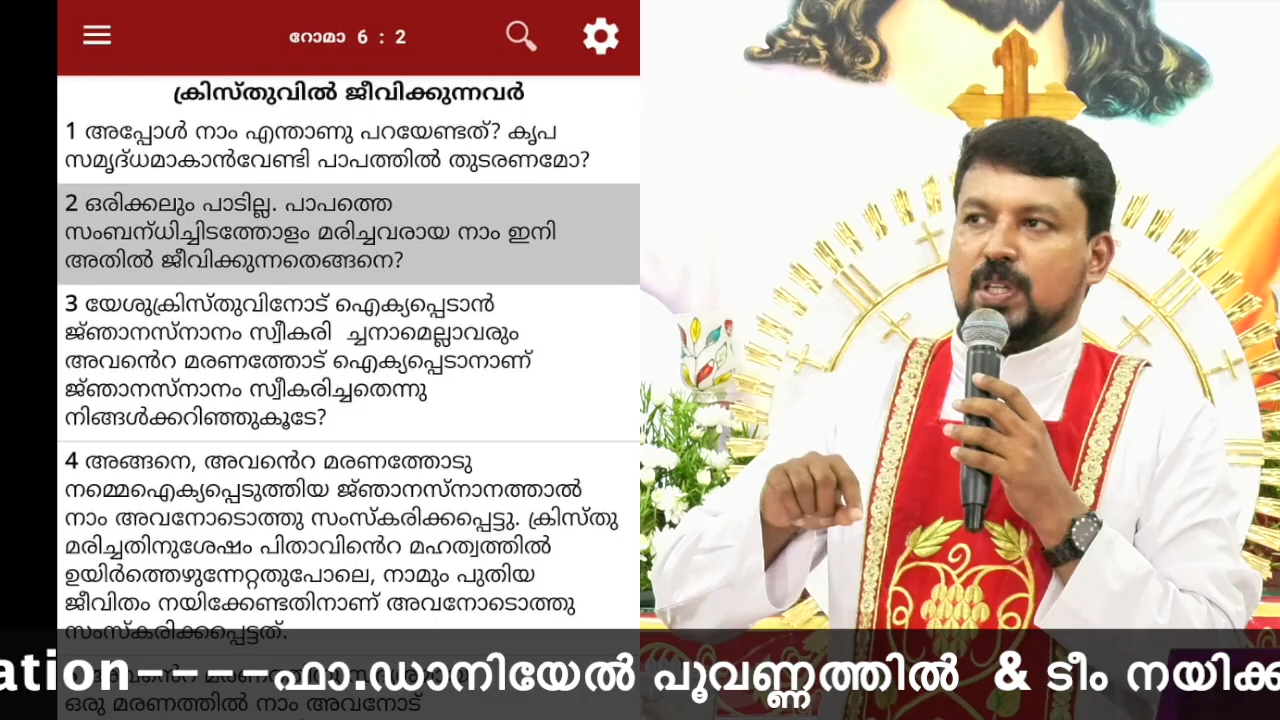 റോമാ 6 : 2
ക്രിസ്തുവിൽ ജീവിക്കുന്നവർ
1 അപ്പോൾ നാം എന്താണു പറയേണ്ടത്? കൃപ
സമൃദ്ധമാകാൻവേണ്ടി പാപത്തിൽ തുടരണമോ?
2 ഒരിക്കലും പാടില്ല. പാപത്തെ
സംബന്ധിച്ചിടത്തോളം മരിച്ചവരായ നാം ഇനി
അതിൽ ജീവിക്കുന്നതെങ്ങനെ?
3 യേശുക്രിസ്തുവിനോട് ഐക്യപ്പെടാൻ
ജ്ഞാനസ്നാനം സ്വീകരി ച്ചനാമെല്ലാവരും
അവൻെറ മരണത്തോട് ഐക്യപ്പെടാനാണ്
ജ്ഞാനസ്നാനം സ്വീകരിച്ചതെന്നു
നിങ്ങൾക്കറിഞ്ഞുകൂടേ?
4 അങ്ങനെ, അവൻെറ മരണത്തോടു
നമ്മെഐക്യപ്പെടുത്തിയ ജ്ഞാനസ്നാനത്താൽ
നാം അവനോടൊത്തു സംസ്കരിക്കപ്പെട്ടു. ക്രിസ്തു
മരിച്ചതിനുശേഷം പിതാവിൻെറ മഹത്വത്തിൽ
ഉയിർത്തെഴുന്നേറ്റതുപോലെ, നാമും പുതിയ
ജീവിതം നയിക്കേണ്ടതിനാണ് അവനോടൊത്തു
സംസ്കരിക്കപ്പെട്ടത്.
ation----ഫാ.ഡാനിയേൽ പൂവണ്ണത്തിൽ & ടീം നയിക്ക
ഒരു മരണത്തിൽ നാം അവനോട്